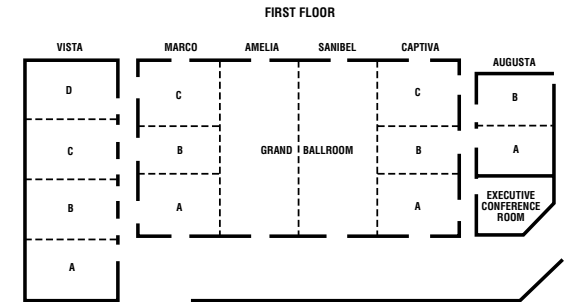 FIRST FLOOR
VISTA
MARCO
AMELIA
SANIBEL
CAPTIVA
AUGUSTA
D
C
B
A
C
B
A
GRAND BALLROOM
C
B
A
B
A
EXECUTIVE
CONFERENCE
ROOM